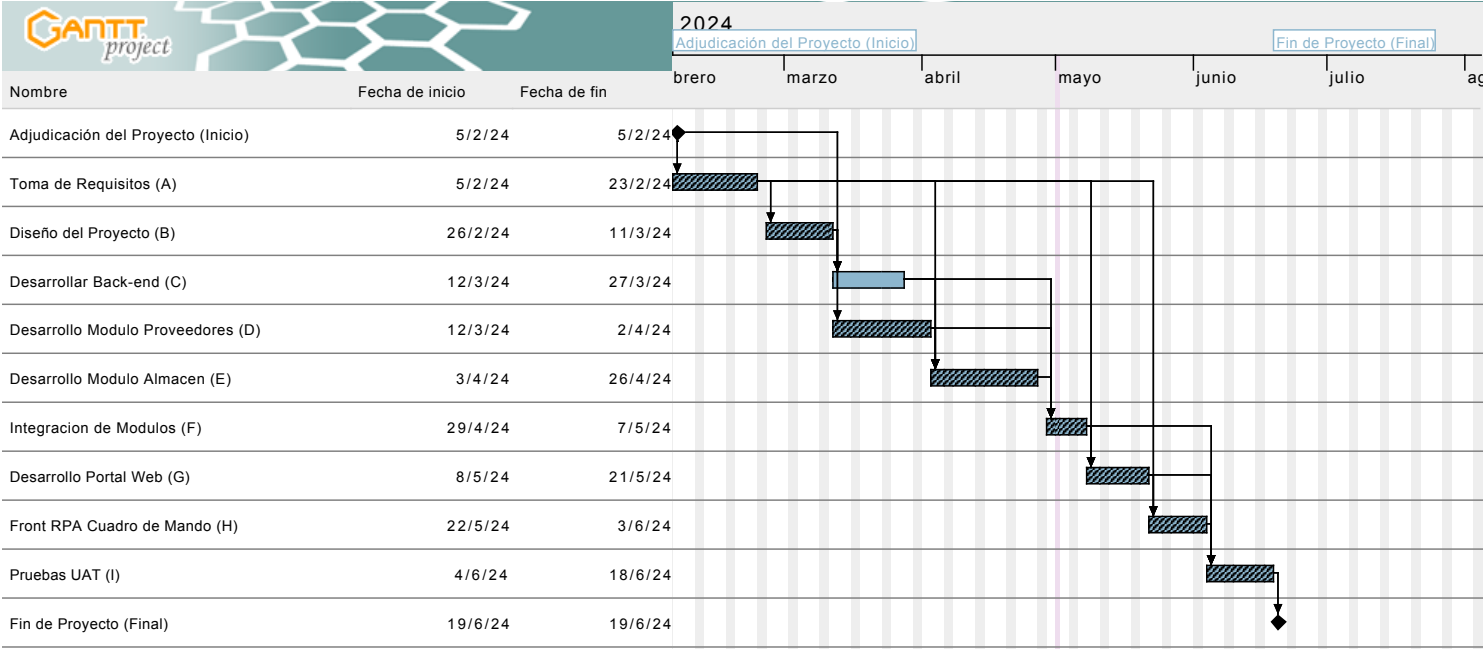 GANTT
project
2024
Adjudicación del Proyecto (Inicio) Fin de Proyecto (Final)
brero marzo abril mayo junio julio ag
Nombre Fecha de inicio Fecha de fin
Adjudicación del Proyecto (Inicio) 5/2/24 5/2/24
Toma de Requisitos (A) 5/2/24 23/2/24
Diseño del Proyecto (B) 26/2/24 11/3/24
Desarrollar Back-end (C) 12/3/24 27/3/24
Desarrollo Modulo Proveedores (D) 12/3/24 2/4/24
Desarrollo Modulo Almacen (E) 3/4/24 26/4/24
Integracion de Modulos (F) 29/4/24 7/5/24
Desarrollo Portal Web (G) 8/5/24 21/5/24
Front RPA Cuadro de Mando (H) 22/5/24 3/6/24
Pruebas UAT (I) 4/6/24 18/6/24
Fin de Proyecto (Final) 19/6/24 19/6/24